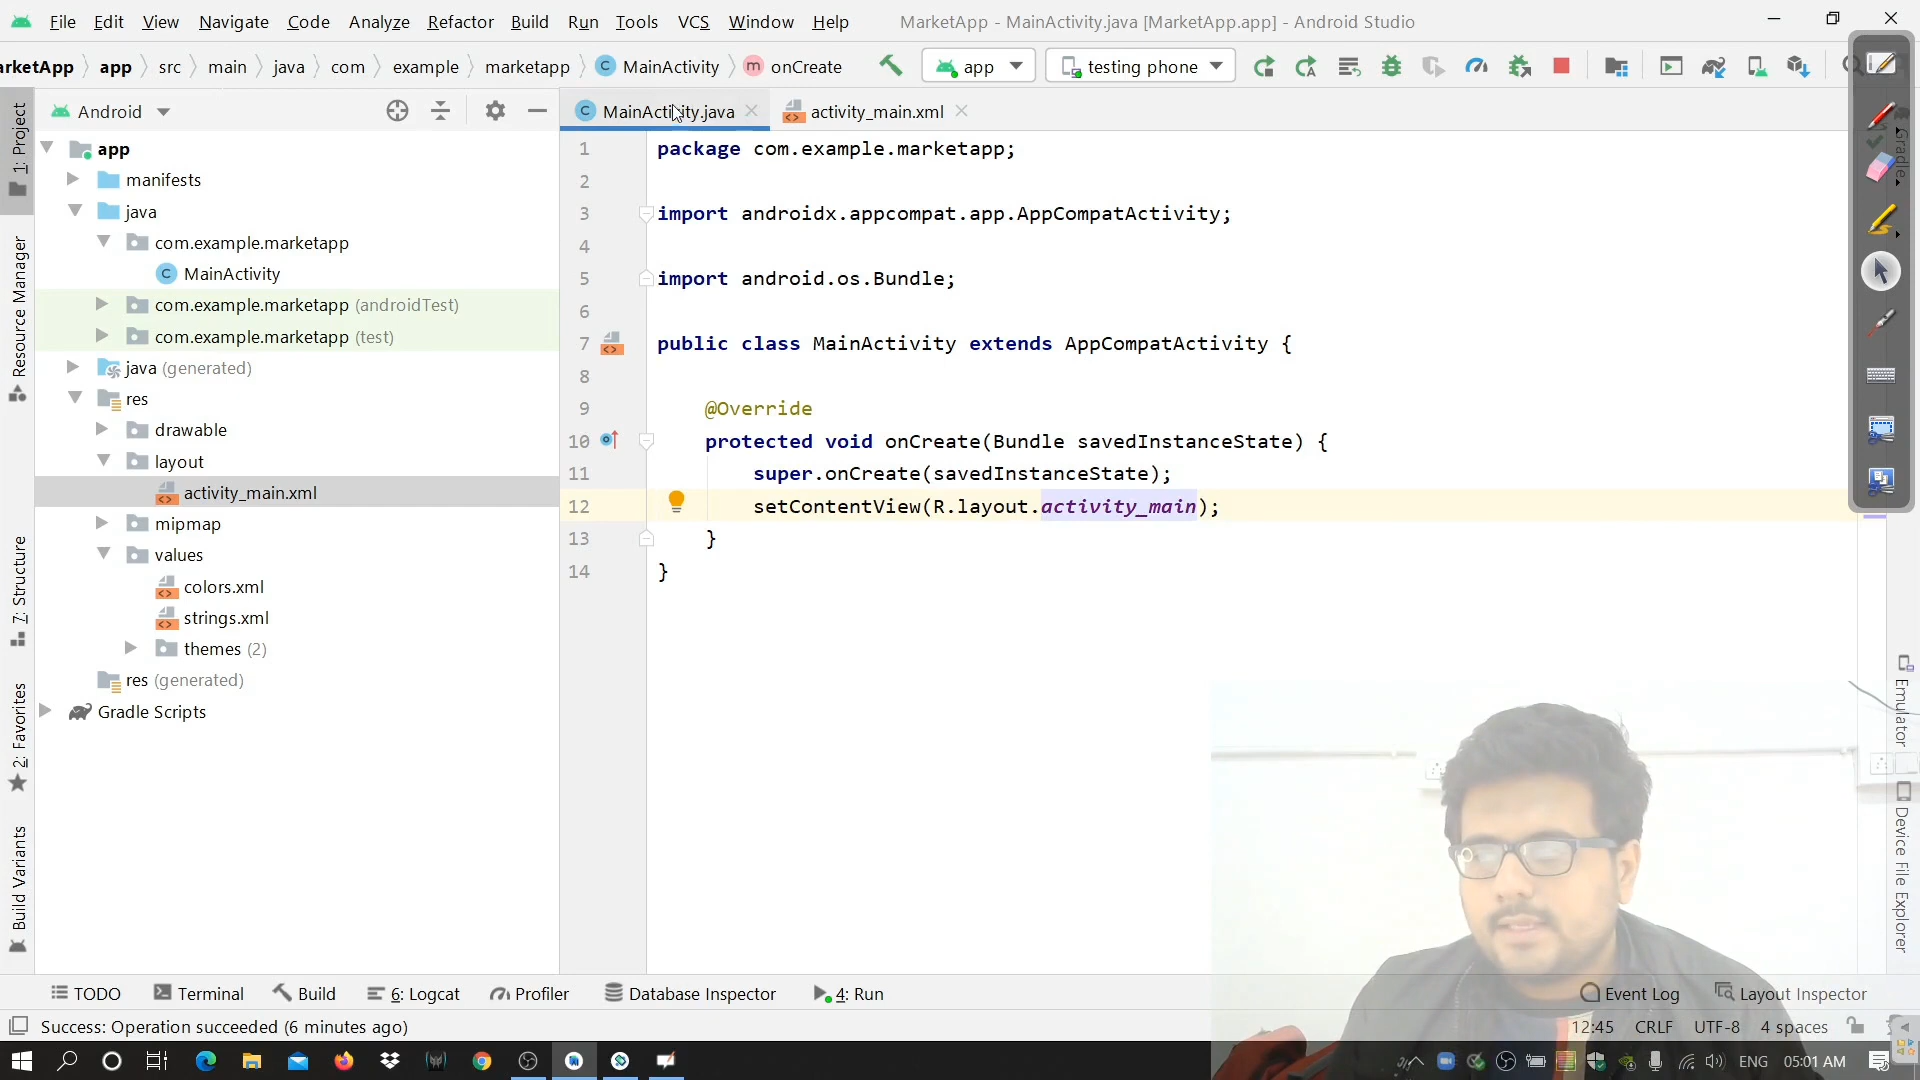 File Edit View Navigate Code Analyze Refactor Build Run Tools VCS Window Help MarketApp - MainActivity.java [MarketApp.app] - Android Studio
arketApp app src main java com example marketapp C MainActivity m onCreate app testing phone
1: Project
Resource Manager
7: Structure
2: Favorites
Build Variants
Android
app
manifests
java
com.example.marketapp
C MainActivity
com.example.marketapp (androidTest)
com.example.marketapp (test)
java (generated)
res
drawable
layout
activity_main.xml
mipmap
values
colors.xml
strings.xml
themes (2)
res (generated)
Gradle Scripts
C MainActivity.java activity_main.xml
1 package com.example.marketapp;
2
3 import androidx.appcompat.app.AppCompatActivity;
4
5 import android.os.Bundle;
6
7 public class MainActivity extends AppCompatActivity {
8
9 @Override
10 protected void onCreate(Bundle savedInstanceState) {
11 super.onCreate(savedInstanceState);
12 setContentView(R.layout.activity_main);
13 }
14 }
Gradle
Emulator
Device File Explorer
TODO Terminal Build 6: Logcat Profiler Database Inspector 4: Run Event Log Layout Inspector
Success: Operation succeeded (6 minutes ago) 12:45 CRLF UTF-8 4 spaces
ENG 05:01 AM